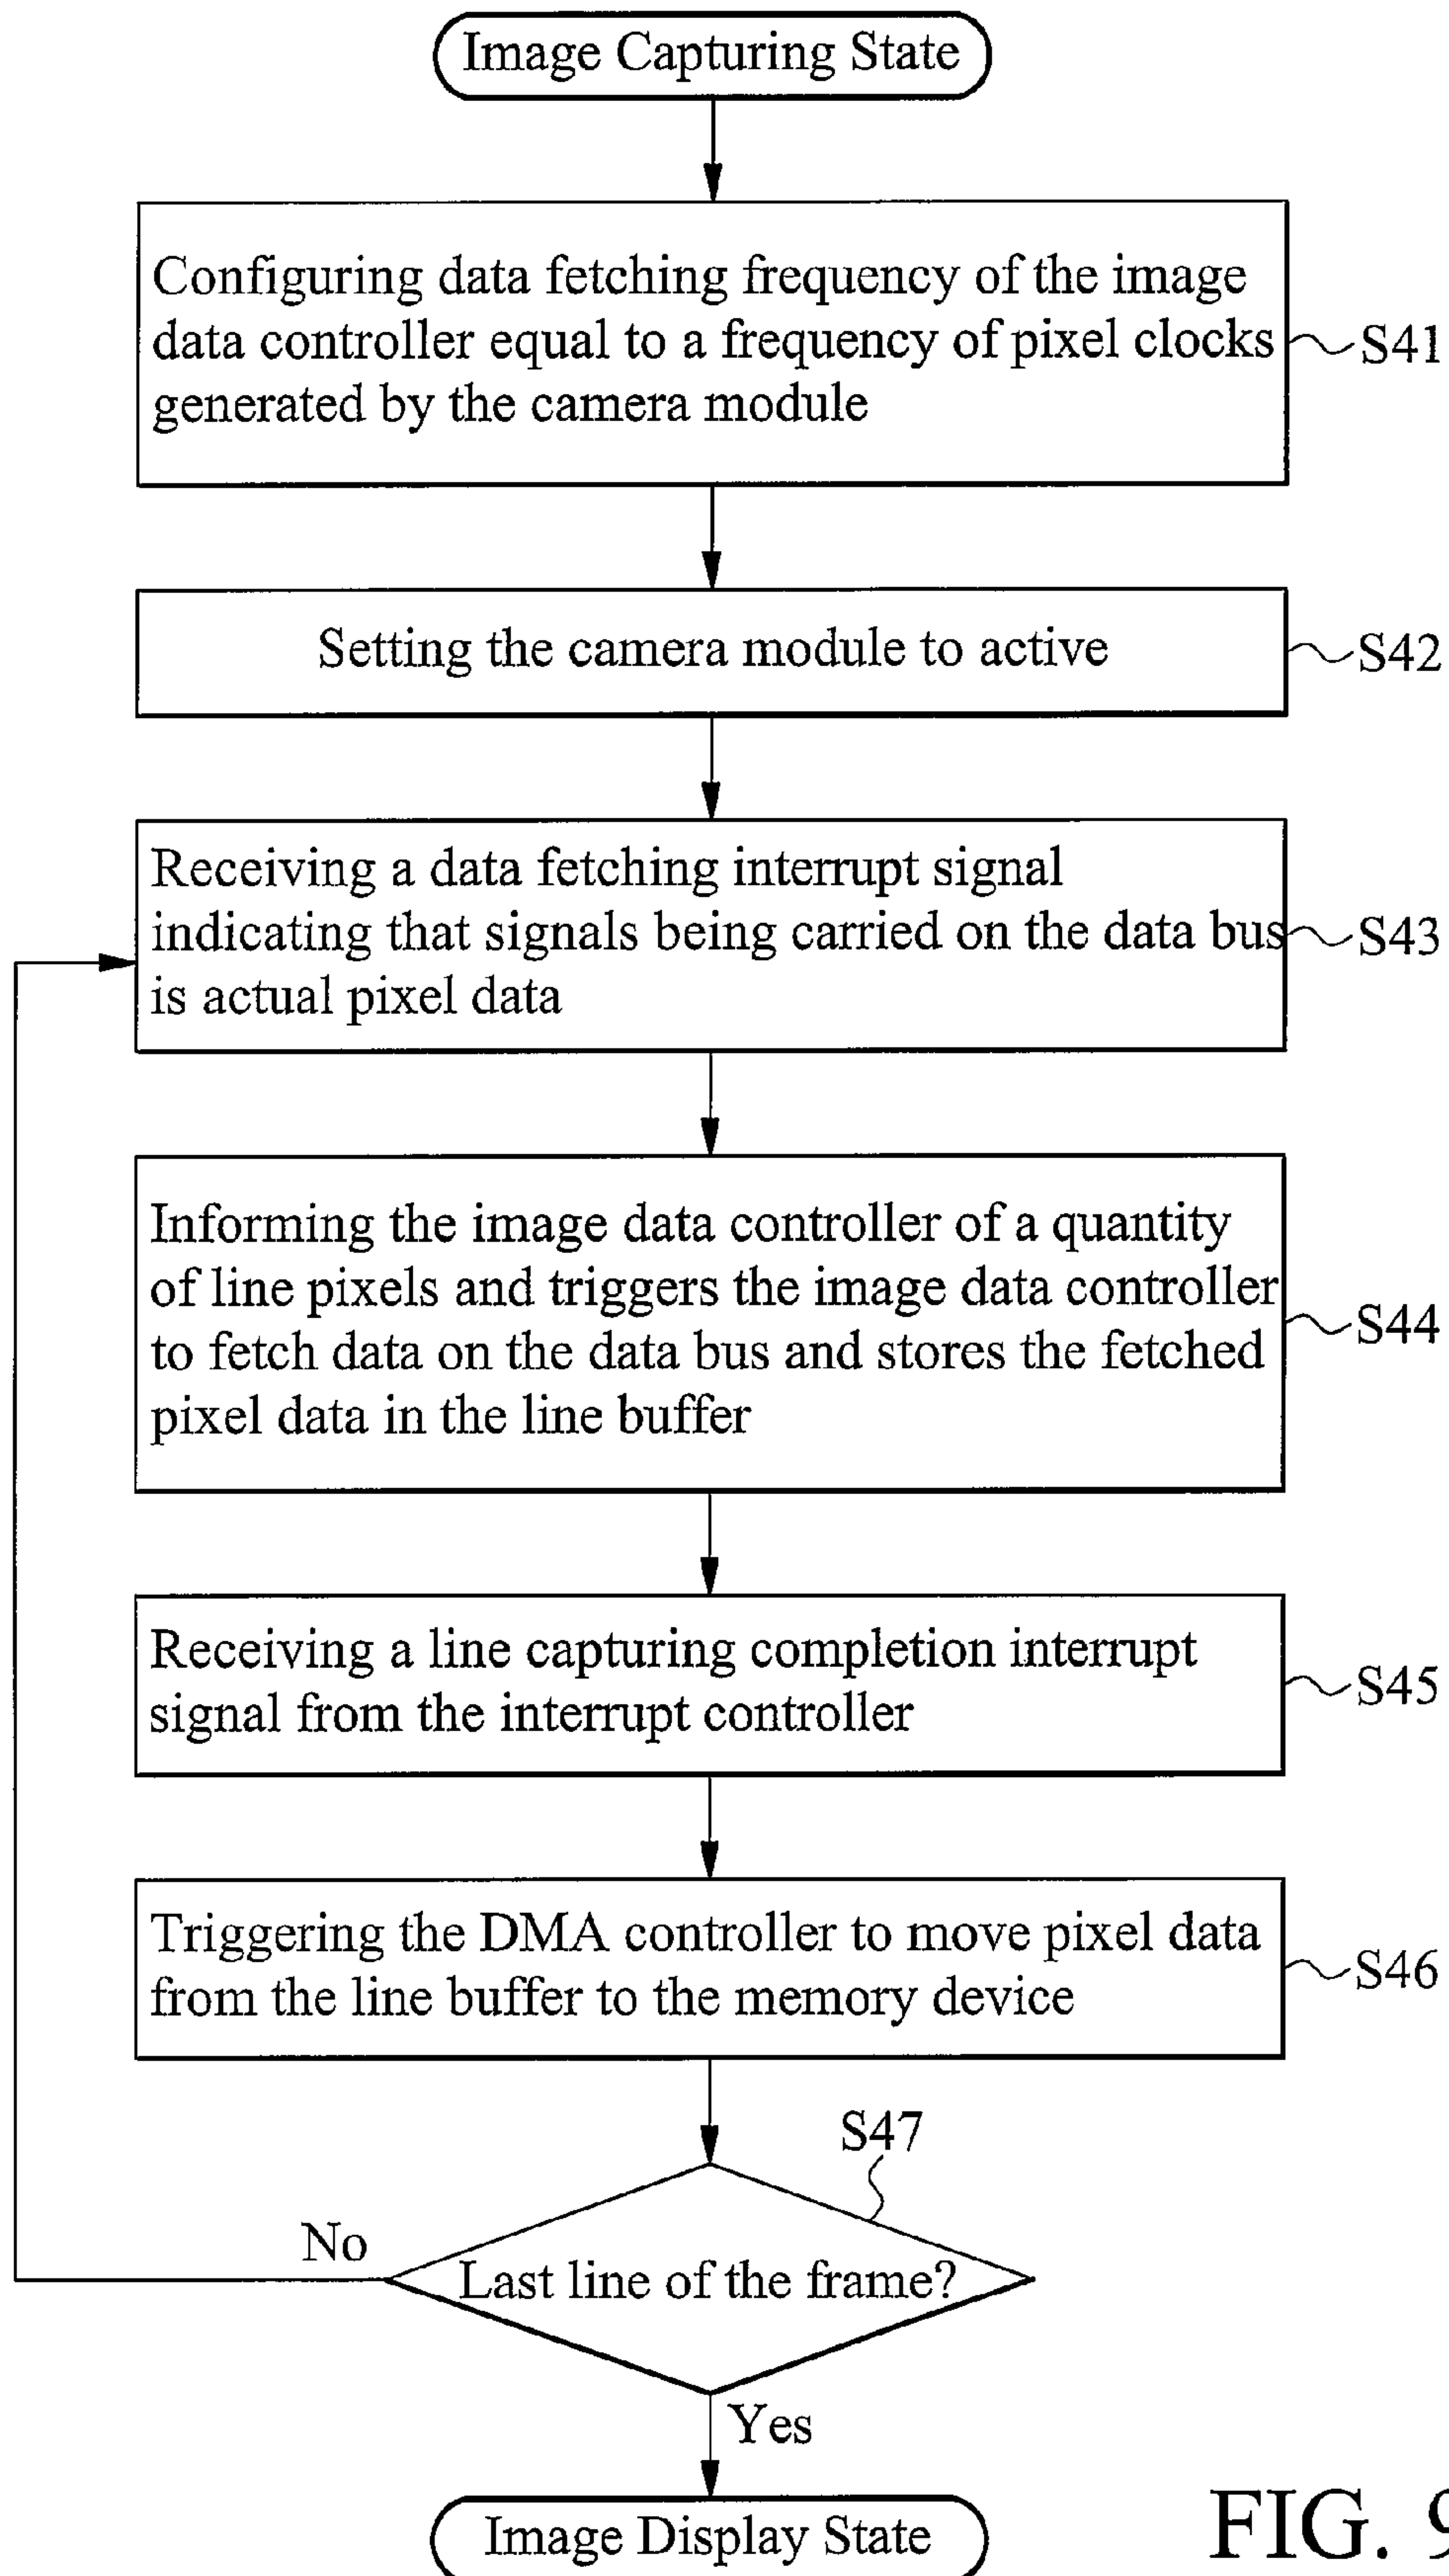 Image Capturing State
Configuring data fetching frequency of the image
data controller equal to a frequency of pixel clocks
generated by the camera module
S41
Setting the camera module to active
S42
Receiving a data fetching interrupt signal
indicating that signals being carried on the data bus
is actual pixel data
S43
Informing the image data controller of a quantity
of line pixels and triggers the image data controller
to fetch data on the data bus and stores the fetched
pixel data in the line buffer
S44
Receiving a line capturing completion interrupt
signal from the interrupt controller
S45
Triggering the DMA controller to move pixel data
from the line buffer to the memory device
S46
S47
No
Last line of the frame?
Yes
Image Display State
FIG. 9